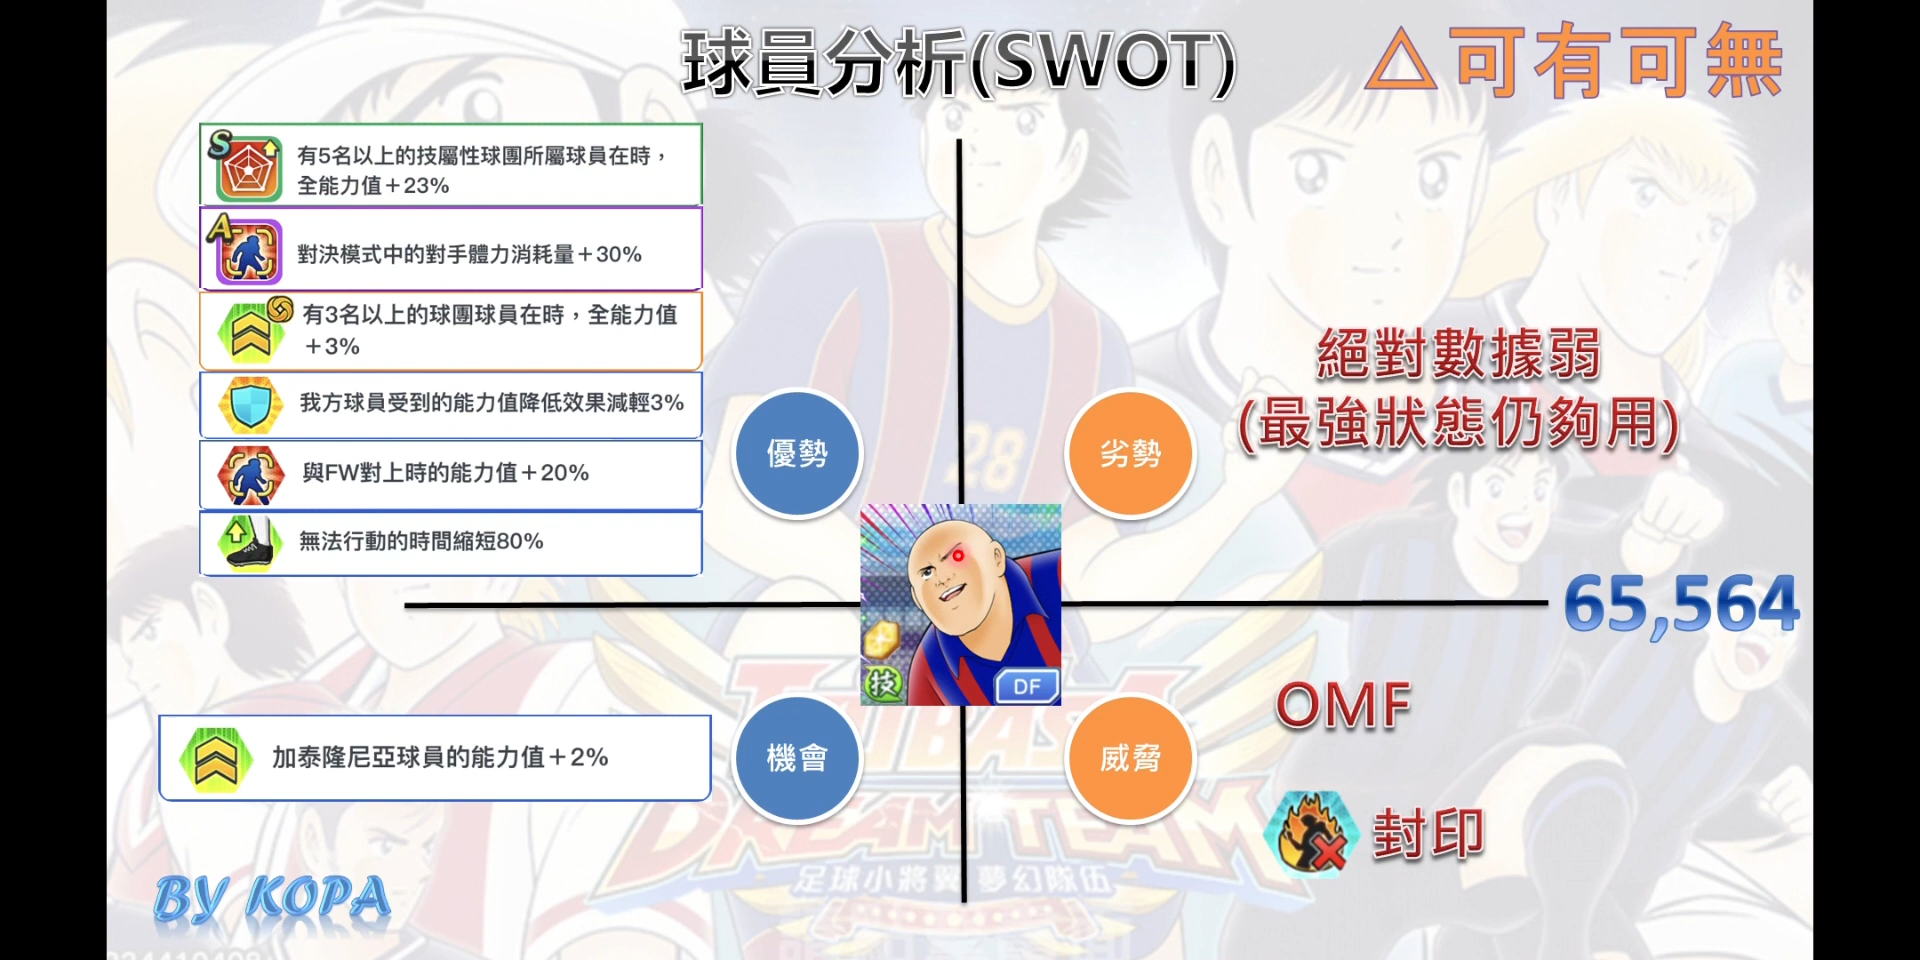 球員分析(SWOT)
△可有可無
S
有5名以上的技屬性球團所屬球員在時，
全能力值＋23%
A
對決模式中的對手體力消耗量＋30%
有3名以上的球團球員在時，全能力值
＋3%
我方球員受到的能力值降低效果減輕3%
與FW對上時的能力值＋20%
無法行動的時間縮短80%
優勢
劣勢
絕對數據弱
(最強狀態仍夠用)
28
技
DF
65,564
加泰隆尼亞球員的能力值＋2%
機會
威脅
OMF
封印
TSUBASA
DREAM TEAM
足球小將翼 夢幻隊伍
BY KOPA